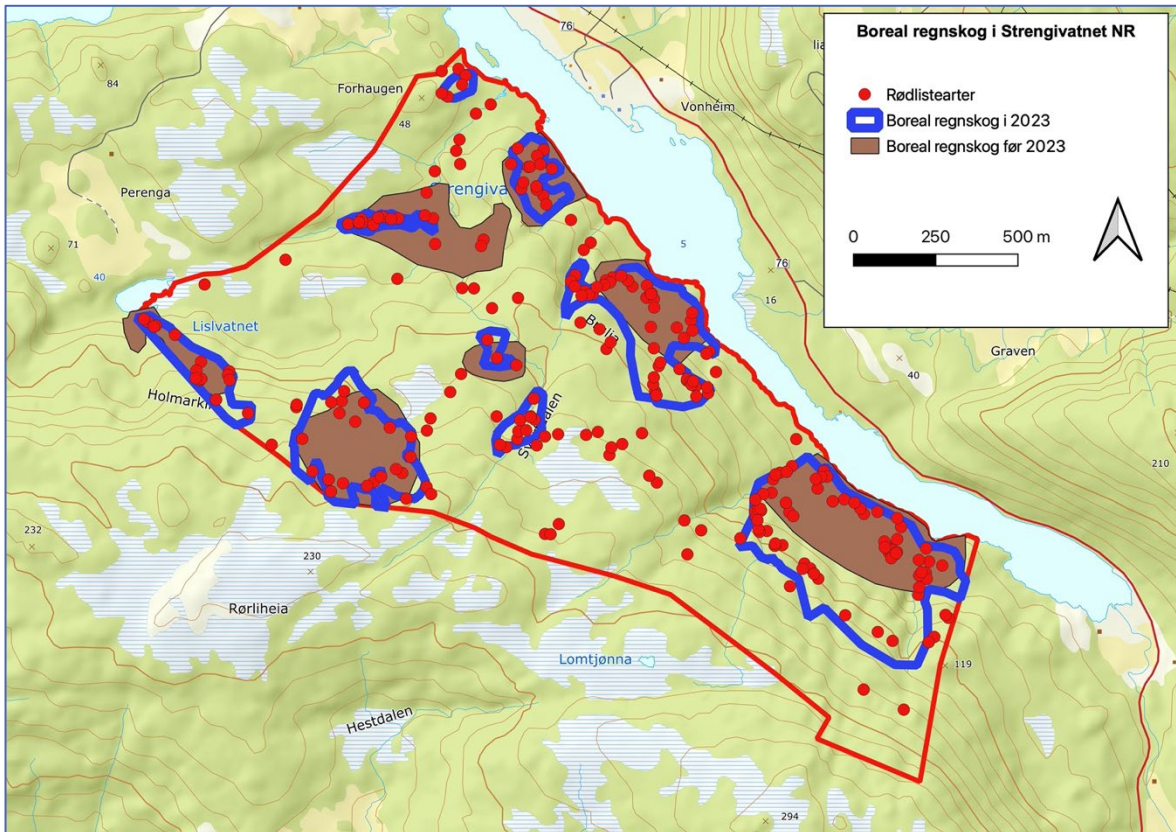 Boreal regnskog i Strengivatnet NR
Rødlistearter
Boreal regnskog i 2023
Boreal regnskog før 2023
0 250 500 m
76
84
Forhaugen
48
Vonheim
Perenga
71
40
5
76
16
Lislvatnet
Graven
40
Holmarki
210
232
230
Rørliheia
Lomtjønna
119
Hestdalen
294